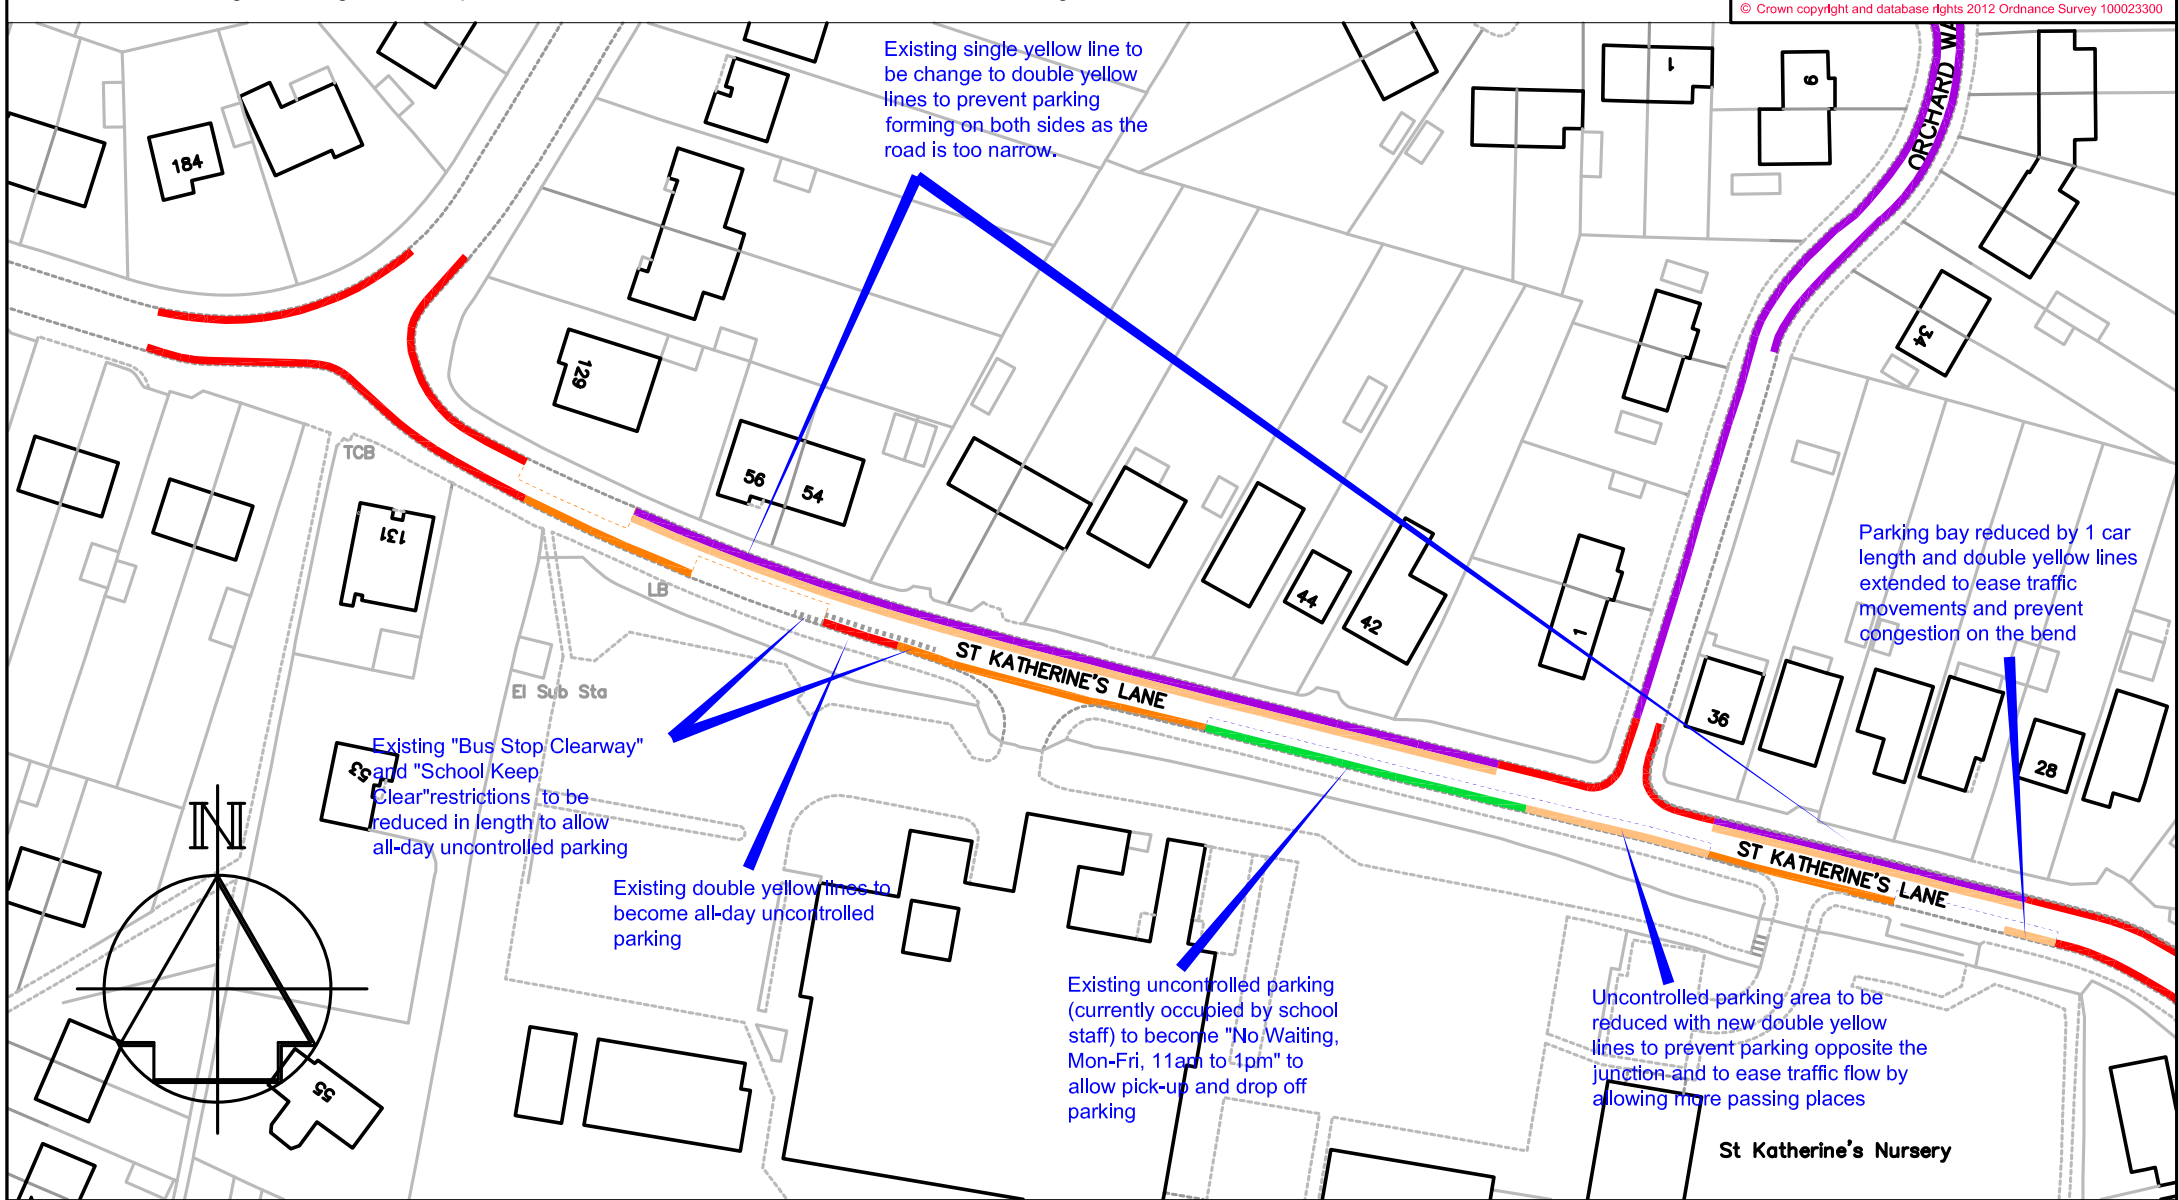 © Crown copyright and database rights 2012 Ordnance Survey 100023300
Existing single yellow line to
be change to double yellow
lines to prevent parking
forming on both sides as the
road is too narrow.
184
1
9
ORCHARD WA
34
129
56
54
TCB
131
LB
44
42
1
36
28
Parking bay reduced by 1 car
length and double yellow lines
extended to ease traffic
movements and prevent
congestion on the bend
ST KATHERINE'S LANE
El Sub Sta
53
Existing "Bus Stop Clearway"
and "School Keep
Clear"restrictions to be
reduced in length to allow
all-day uncontrolled parking
N
ST KATHERINE'S LANE
Existing double yellow lines to
become all-day uncontrolled
parking
Existing uncontrolled parking
(currently occupied by school
staff) to become "No Waiting,
Mon-Fri, 11am to 1pm" to
allow pick-up and drop off
parking
Uncontrolled parking area to be
reduced with new double yellow
lines to prevent parking opposite the
junction and to ease traffic flow by
allowing more passing places
55
St Katherine's Nursery